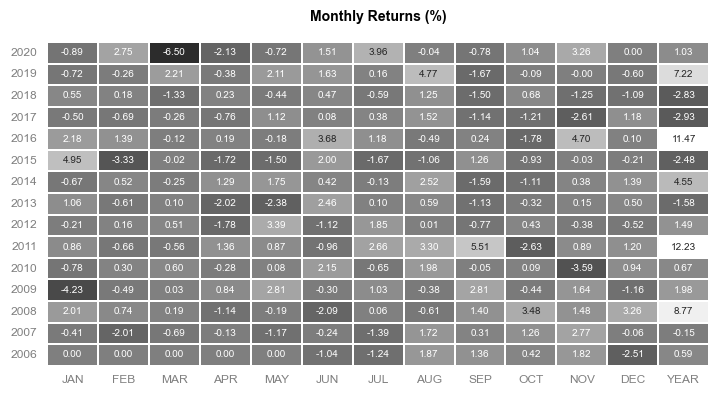 Monthly Returns (%)
2020 -0.89 2.75 -6.50 -2.13 -0.72 1.51 3.96 -0.04 -0.78 1.04 3.26 0.00 1.03
2019 -0.72 -0.26 2.21 -0.38 2.11 1.63 0.16 4.77 -1.67 -0.09 -0.00 -0.60 7.22
2018 0.55 0.18 -1.33 0.23 -0.44 0.47 -0.59 1.25 -1.50 0.68 -1.25 -1.09 -2.83
2017 -0.50 -0.69 -0.26 -0.76 1.12 0.08 0.38 1.52 -1.14 -1.21 -2.61 1.18 -2.93
2016 2.18 1.39 -0.12 0.19 -0.18 3.68 1.18 -0.49 0.24 -1.78 4.70 0.10 11.47
2015 4.95 -3.33 -0.02 -1.72 -1.50 2.00 -1.67 -1.06 1.26 -0.93 -0.03 -0.21 -2.48
2014 -0.67 0.52 -0.25 1.29 1.75 0.42 -0.13 2.52 -1.59 -1.11 0.38 1.39 4.55
2013 1.06 -0.61 0.10 -2.02 -2.38 2.46 0.10 0.59 -1.13 -0.32 0.15 0.50 -1.58
2012 -0.21 0.16 0.51 -1.78 3.39 -1.12 1.85 0.01 -0.77 0.43 -0.38 -0.52 1.49
2011 0.86 -0.66 -0.56 1.36 0.87 -0.96 2.66 3.30 5.51 -2.63 0.89 1.20 12.23
2010 -0.78 0.30 0.60 -0.28 0.08 2.15 -0.65 1.98 -0.05 0.09 -3.59 0.94 0.67
2009 -4.23 -0.49 0.03 0.84 2.81 -0.30 1.03 -0.38 2.81 -0.44 1.64 -1.16 1.98
2008 2.01 0.74 0.19 -1.14 -0.19 -2.09 0.06 -0.61 1.40 3.48 1.48 3.26 8.77
2007 -0.41 -2.01 -0.69 -0.13 -1.17 -0.24 -1.39 1.72 0.31 1.26 2.77 -0.06 -0.15
2006 0.00 0.00 0.00 0.00 0.00 -1.04 -1.24 1.87 1.36 0.42 1.82 -2.51 0.59
JAN FEB MAR APR MAY JUN JUL AUG SEP OCT NOV DEC YEAR